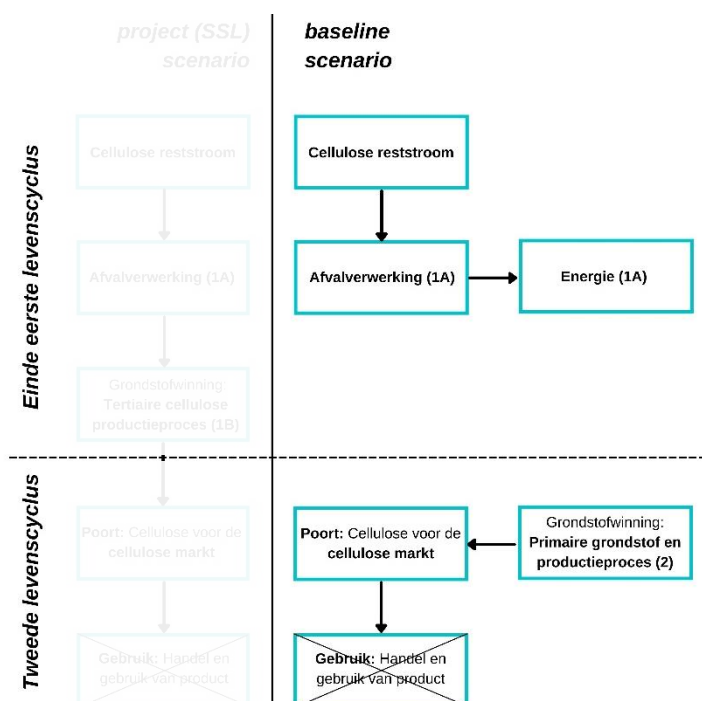 project (SSL)
scenario
baseline
scenario
Einde eerste levenscyclus
Cellulose reststroom
Afvalverwerking (1A)
Grondstofwinning:
Tertiaire cellulose
productieproces (1B)
Cellulose reststroom
Afvalverwerking (1A)
Energie (1A)
Tweede levenscyclus
Poort: Cellulose voor de
cellulose markt
Gebruik: Handel en
gebruik van product
Poort: Cellulose voor de
cellulose markt
Grondstofwinning:
Primaire grondstof en
productieproces (2)
Gebruik: Handel en
gebruik van product